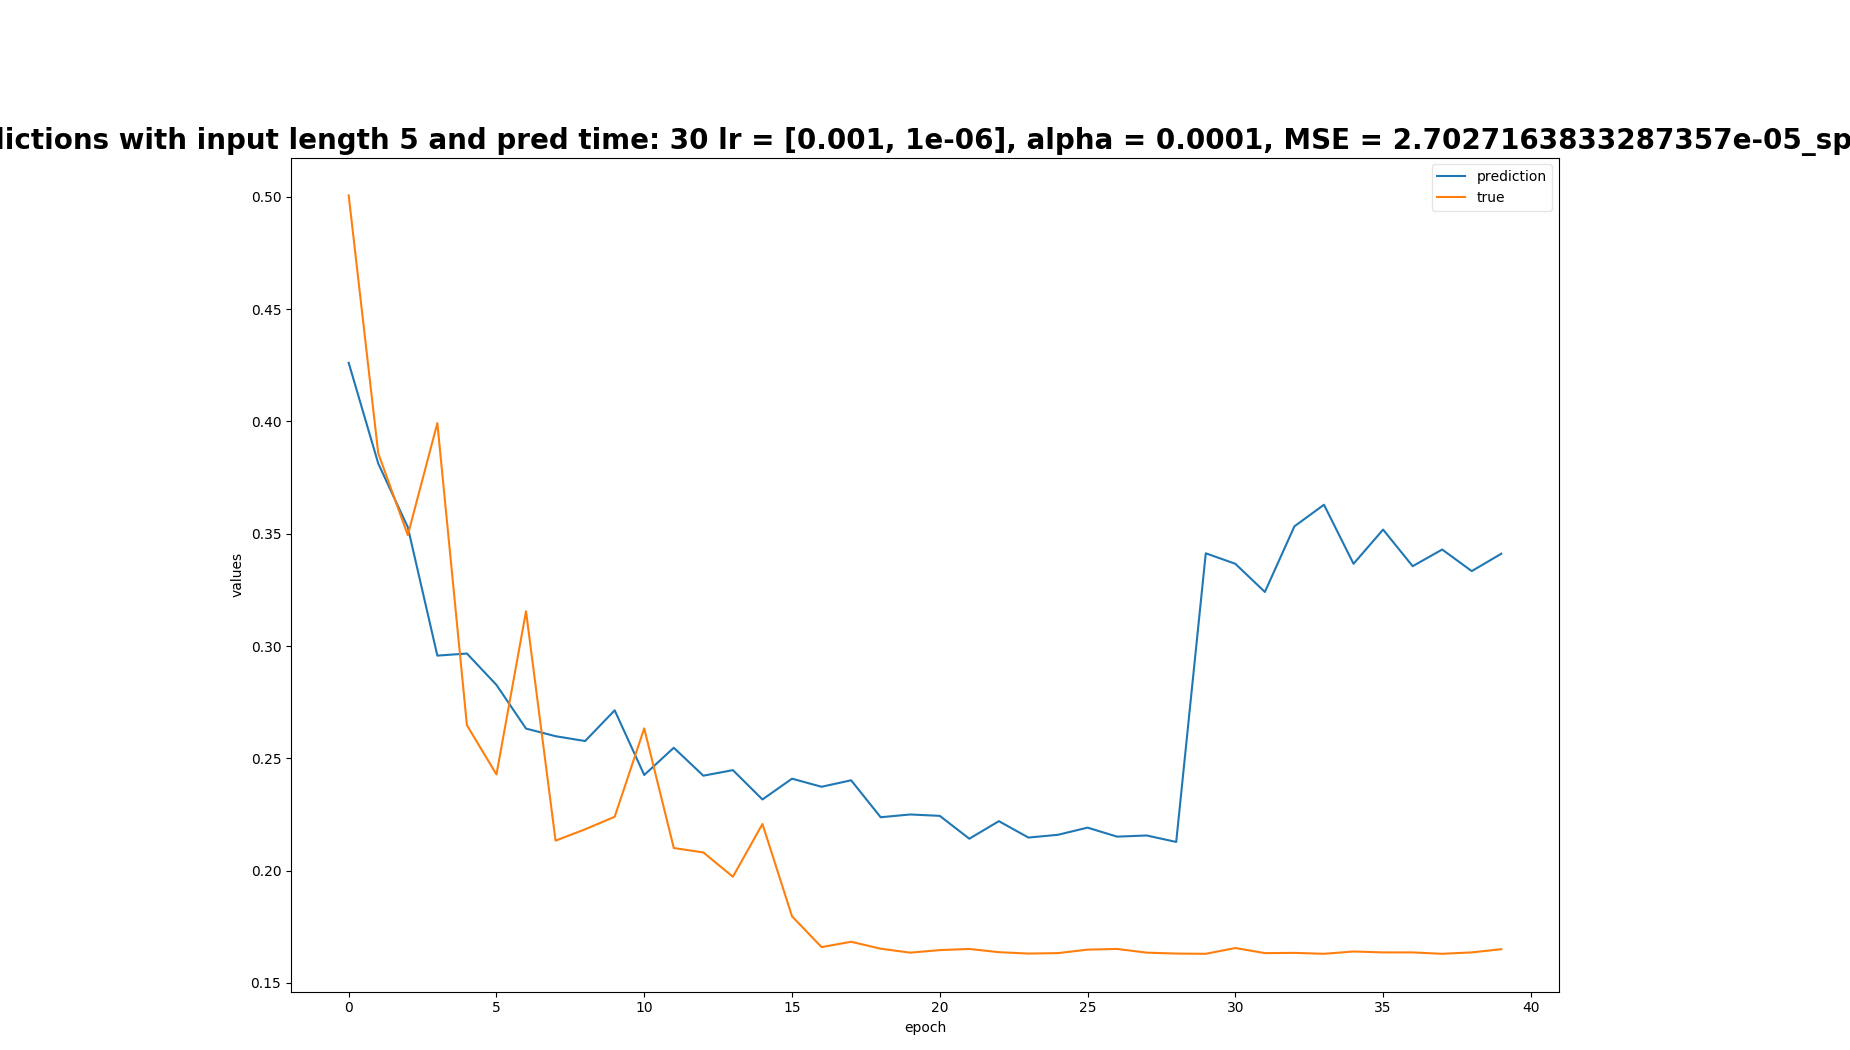 dictions with input length 5 and pred time: 30 lr = [0.001, 1e-06], alpha = 0.0001, MSE = 2.7027163833287357e-05_sp
prediction
true
0.50
0.45
0.40
0.35
0.30
0.25
0.20
0.15
values
0 5 10 15 20 25 30 35 40
epoch